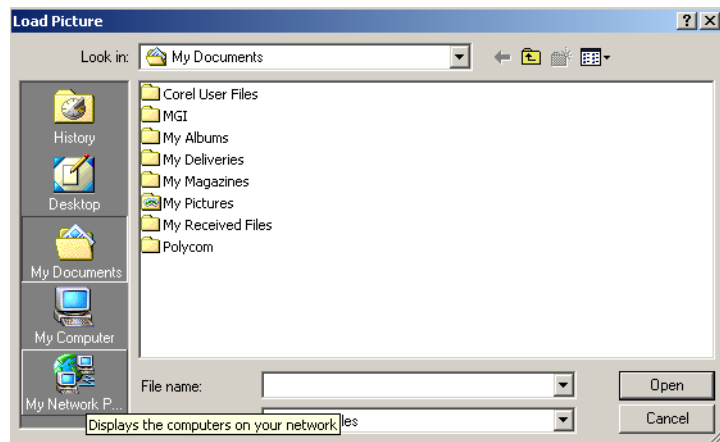 Load Picture
Look in: My Documents
History
Desktop
My Documents
My Computer
My Network P...
Corel User Files
MGI
My Albums
My Deliveries
My Magazines
My Pictures
My Received Files
Polycom
File name:
Open
Displays the computers on your network
les
Cancel